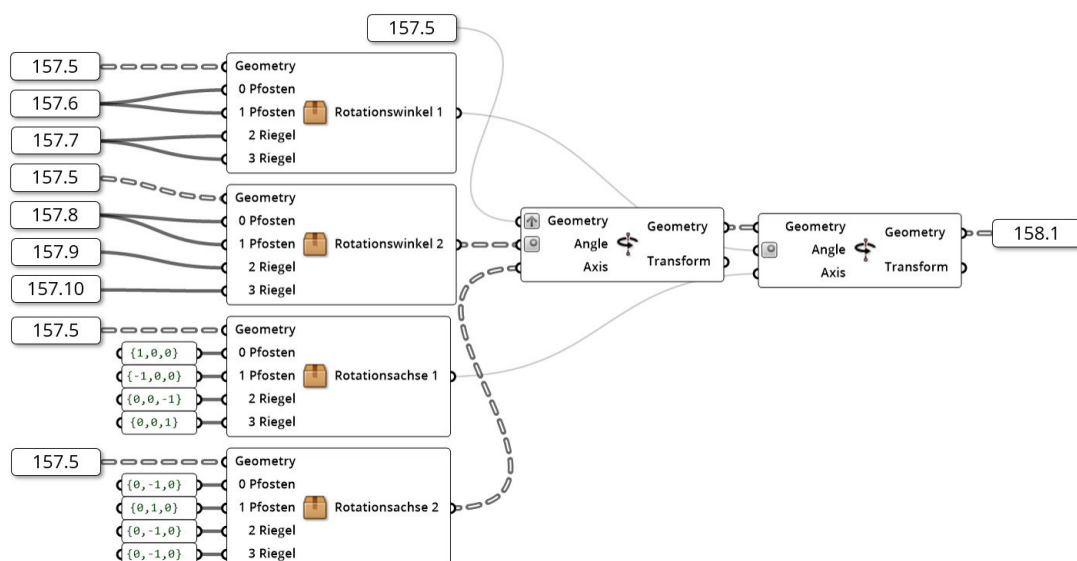 157.5
157.5
157.6
157.7
Geometry
0 Pfosten
1 Pfosten
2 Riegel
3 Riegel
Rotationswinkel 1
157.5
157.8
157.9
157.10
Geometry
0 Pfosten
1 Pfosten
2 Riegel
3 Riegel
Rotationswinkel 2
157.5
{1,0,0}
{-1,0,0}
{0,0,-1}
{0,0,1}
Geometry
0 Pfosten
1 Pfosten
2 Riegel
3 Riegel
Rotationsachse 1
157.5
{0,-1,0}
{0,1,0}
{0,-1,0}
{0,-1,0}
Geometry
0 Pfosten
1 Pfosten
2 Riegel
3 Riegel
Rotationsachse 2
Geometry
Angle
Axis
Geometry
Transform
Geometry
Angle
Axis
Geometry
Transform
158.1